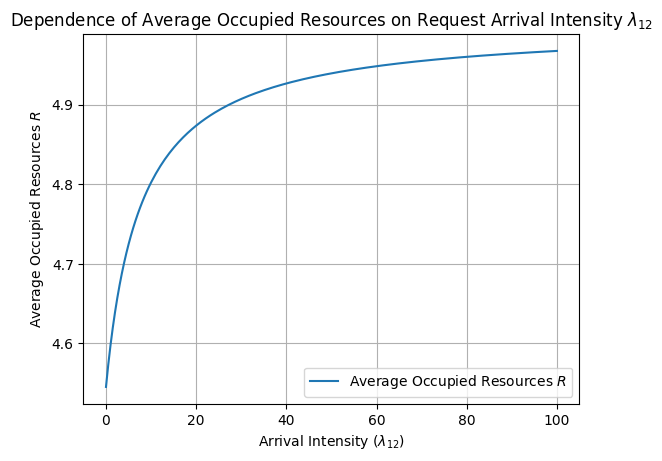 Dependence of Average Occupied Resources on Request Arrival Intensity λ₁₂
Average Occupied Resources R
4.9
4.8
4.7
4.6
Average Occupied Resources R
0 20 40 60 80 100
Arrival Intensity (λ₁₂)